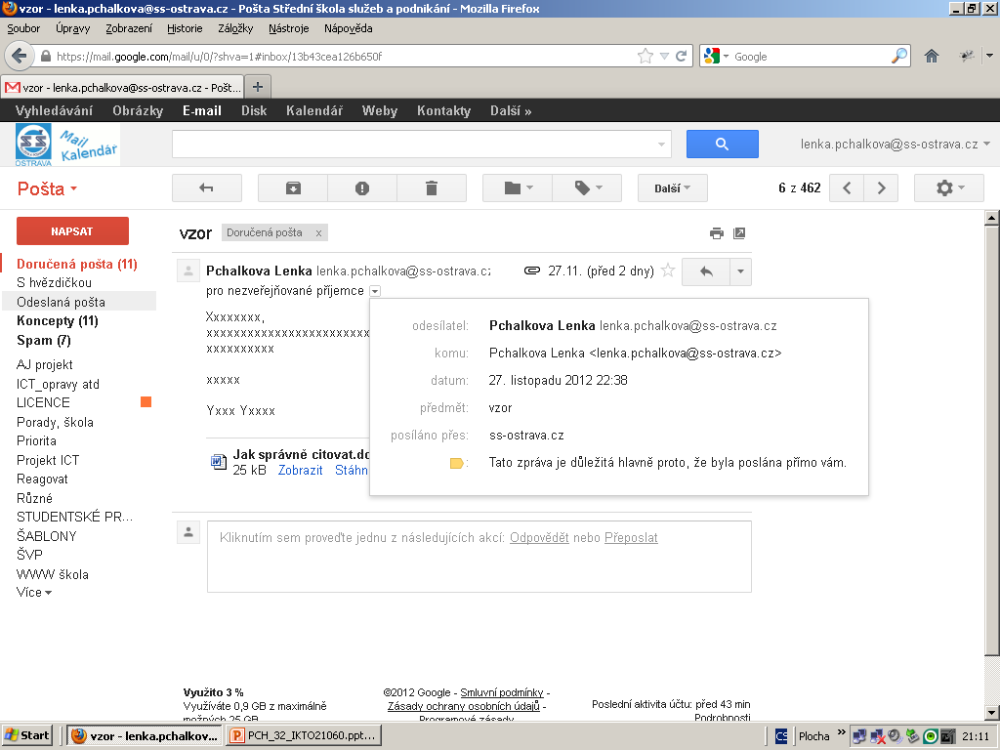 vzor - lenka.pchalkova@ss-ostrava.cz - Pošta Střední škola služeb a podnikání - Mozilla Firefox
Soubor Úpravy Zobrazení Historie Záložky Nástroje Nápověda
https://mail.google.com/mail/u/0/?shva=1#inbox/13b43cea126b650f
Google
vzor - lenka.pchalkova@ss-ostrava.cz - Pošt...
Vyhledávání Obrázky E-mail Disk Kalendář Weby Kontakty Další »
OSTRAVA
Mail
Kalendář
lenka.pchalkova@ss-ostrava.cz
Pošta
Další
6 z 462
NAPSAT
Doručená pošta (11)
S hvězdičkou
Odeslaná pošta
Koncepty (11)
Spam (7)
AJ projekt
ICT_opravy atd
LICENCE
Porady, škola
Priorita
Projekt ICT
Reagovat
Různé
STUDENTSKÉ PR...
ŠABLONY
ŠVP
WWW škola
Více
vzor Doručená pošta x
Pchalkova Lenka lenka.pchalkova@ss-ostrava.cz
27.11. (před 2 dny)
pro nezveřejňované příjemce
Xxxxxxxx,
xxxxxxxxxxxxxxxxxxxxxxxx
xxxxxxxxxx
xxxxx
Yxxx Yxxxx
odesílatel: Pchalkova Lenka lenka.pchalkova@ss-ostrava.cz
komu: Pchalkova Lenka <lenka.pchalkova@ss-ostrava.cz>
datum: 27. listopadu 2012 22:38
předmět: vzor
posíláno přes: ss-ostrava.cz
: Tato zpráva je důležitá hlavně proto, že byla poslána přímo vám.
Jak správně citovat.do
25 kB Zobrazit Stáhn
Kliknutím sem proveďte jednu z následujících akcí: Odpovědět nebo Přeposlat
Využito 3 %
Využíváte 0,9 GB z maximálně
možných 25 GB
©2012 Google - Smluvní podmínky -
Zásady ochrany osobních údajů -
Programové zásady
Poslední aktivita účtu: před 43 min
Podrobnosti
Start
vzor - lenka.pchalkov...
PCH_32_IKTO21060.ppt...
CS
Plocha »
21:11